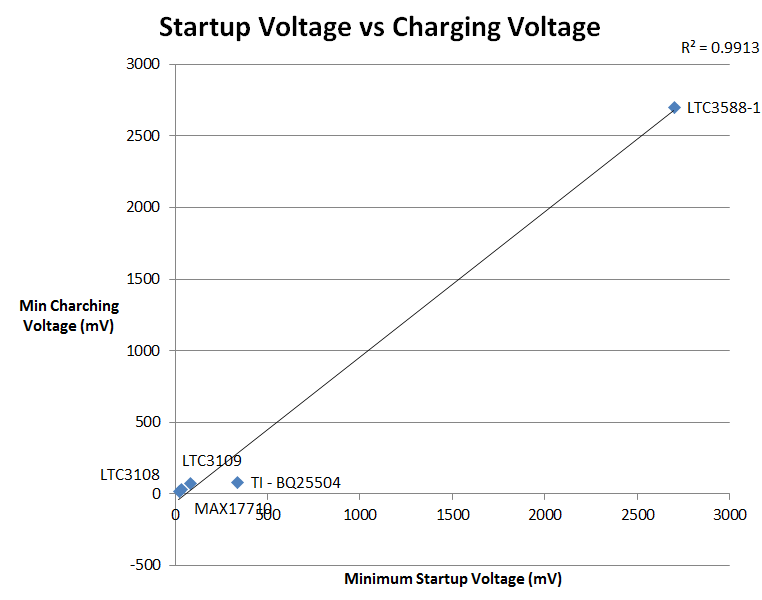 Startup Voltage vs Charging Voltage
R² = 0.9913
3000
LTC3588-1
2500
2000
1500
Min Charching
Voltage (mV)
1000
500
LTC3109
LTC3108
TI - BQ25504
0
MAX17710
0 500 1000 1500 2000 2500 3000
-500
Minimum Startup Voltage (mV)